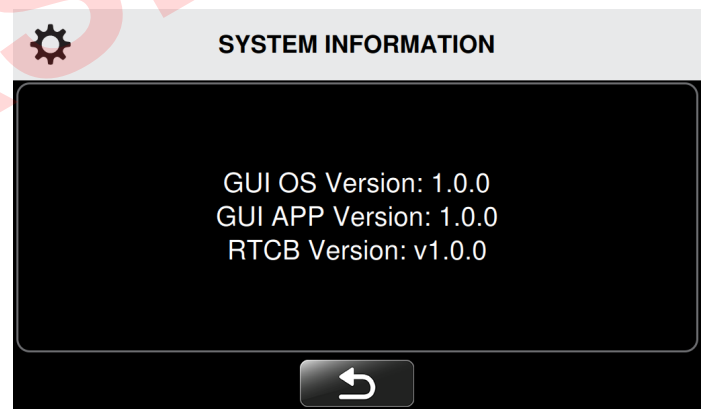 SYSTEM INFORMATION
GUI OS Version: 1.0.0
GUI APP Version: 1.0.0
RTCB Version: v1.0.0